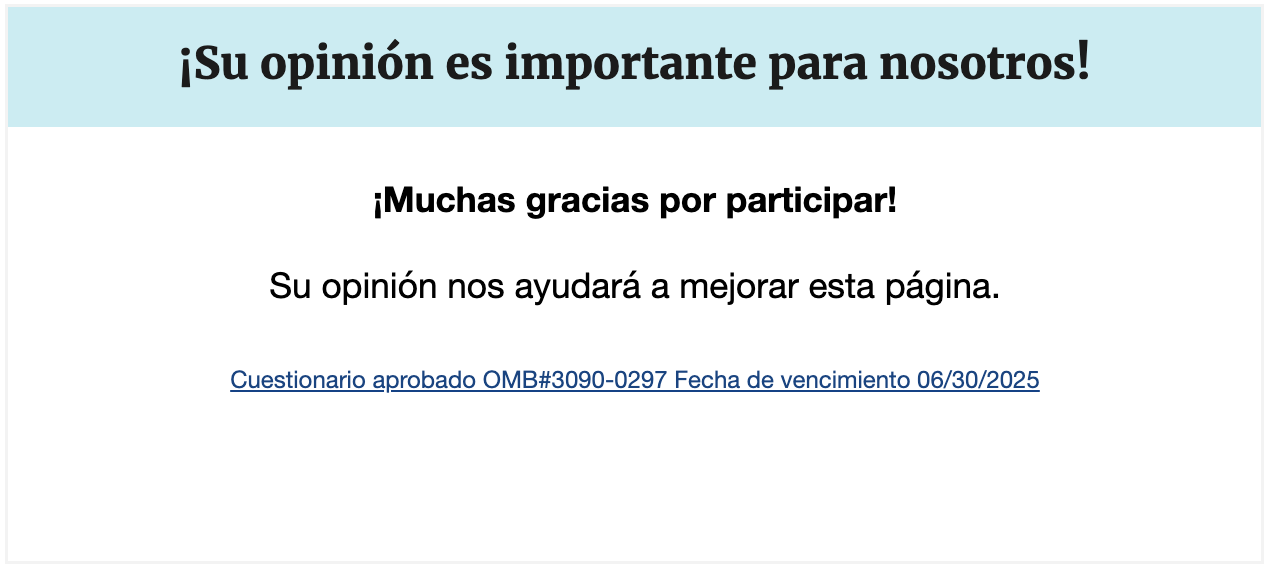 ¡Su opinión es importante para nosotros!
¡Muchas gracias por participar!
Su opinión nos ayudará a mejorar esta página.
Cuestionario aprobado OMB#3090-0297 Fecha de vencimiento 06/30/2025